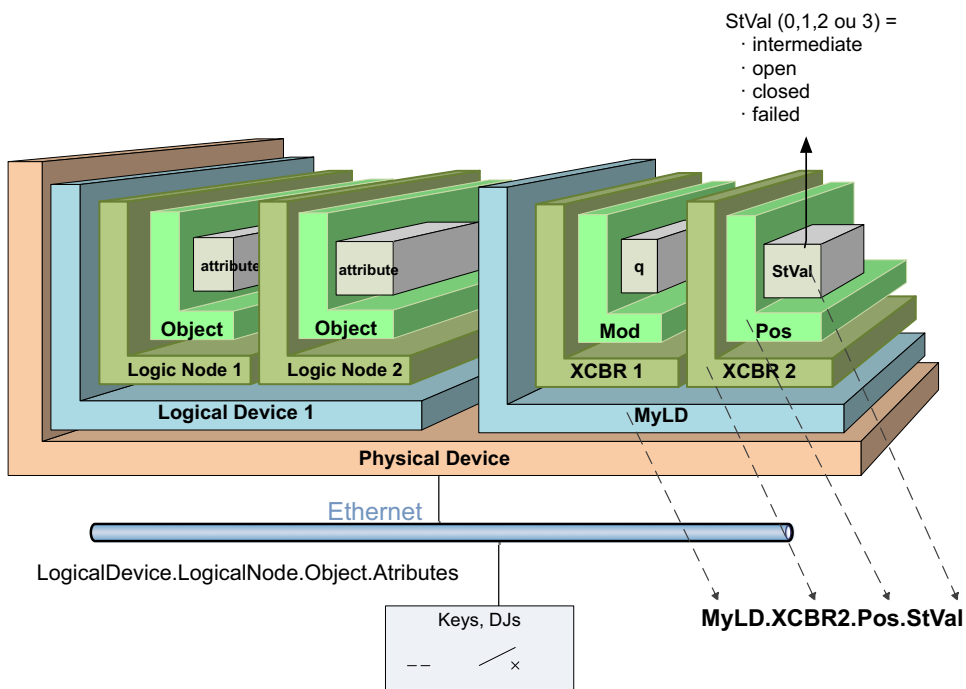 StVal (0,1,2 ou 3) =
· intermediate
· open
· closed
· failed
attribute
attribute
q
StVal
Object
Object
Mod
Pos
Logic Node 1
Logic Node 2
XCBR 1
XCBR 2
Logical Device 1
MyLD
Physical Device
Ethernet
LogicalDevice.LogicalNode.Object.Atributes
MyLD.XCBR2.Pos.StVal
Keys, DJs